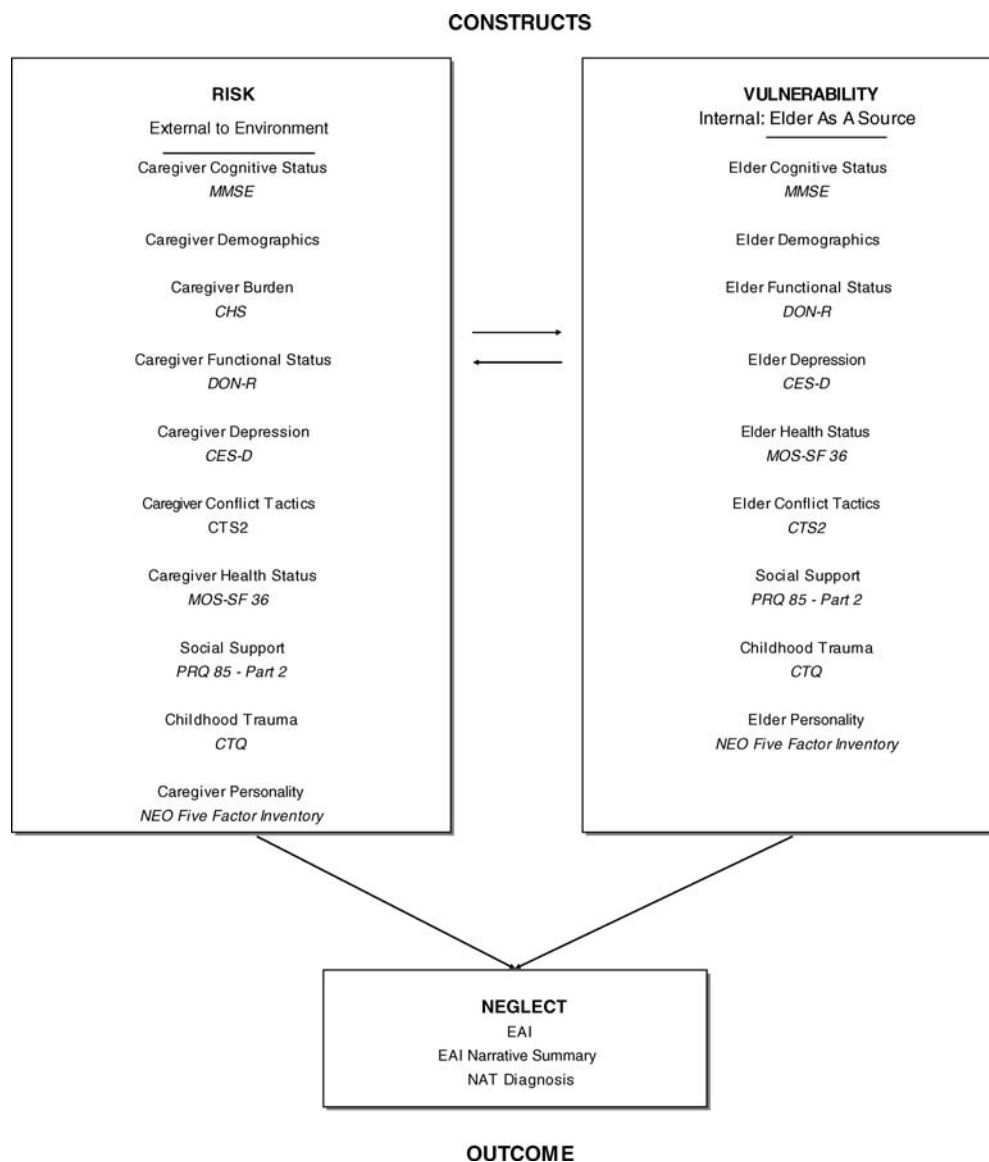 CONSTRUCTS
RISK
External to Environment
Caregiver Cognitive Status
MMSE
Caregiver Demographics
Caregiver Burden
CHS
Caregiver Functional Status
DON-R
Caregiver Depression
CES-D
Caregiver Conflict Tactics
CTS2
Caregiver Health Status
MOS-SF 36
Social Support
PRQ 85 - Part 2
Childhood Trauma
CTQ
Caregiver Personality
NEO Five Factor Inventory
VULNERABILITY
Internal: Elder As A Source
Elder Cognitive Status
MMSE
Elder Demographics
Elder Functional Status
DON-R
Elder Depression
CES-D
Elder Health Status
MOS-SF 36
Elder Conflict Tactics
CTS2
Social Support
PRQ 85 - Part 2
Childhood Trauma
CTQ
Elder Personality
NEO Five Factor Inventory
NEGLECT
EAI
EAI Narrative Summary
NAT Diagnosis
OUTCOME